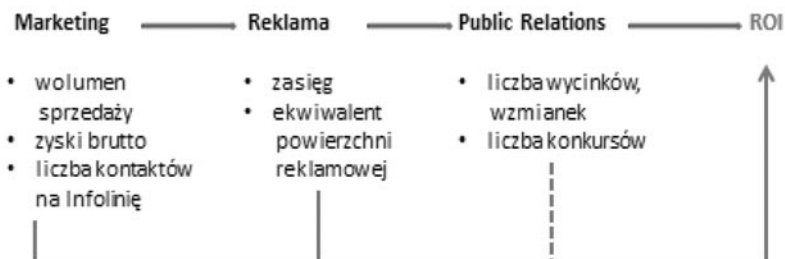 Marketing Reklama Public Relations ROI
• wolumen
sprzedaży
• zyski brutto
• liczba kontaktów
na Infolinię
• zasięg
• ekwiwalent
powierzchni
reklamowej
• liczba wycinków,
wzmianek
• liczba konkursów